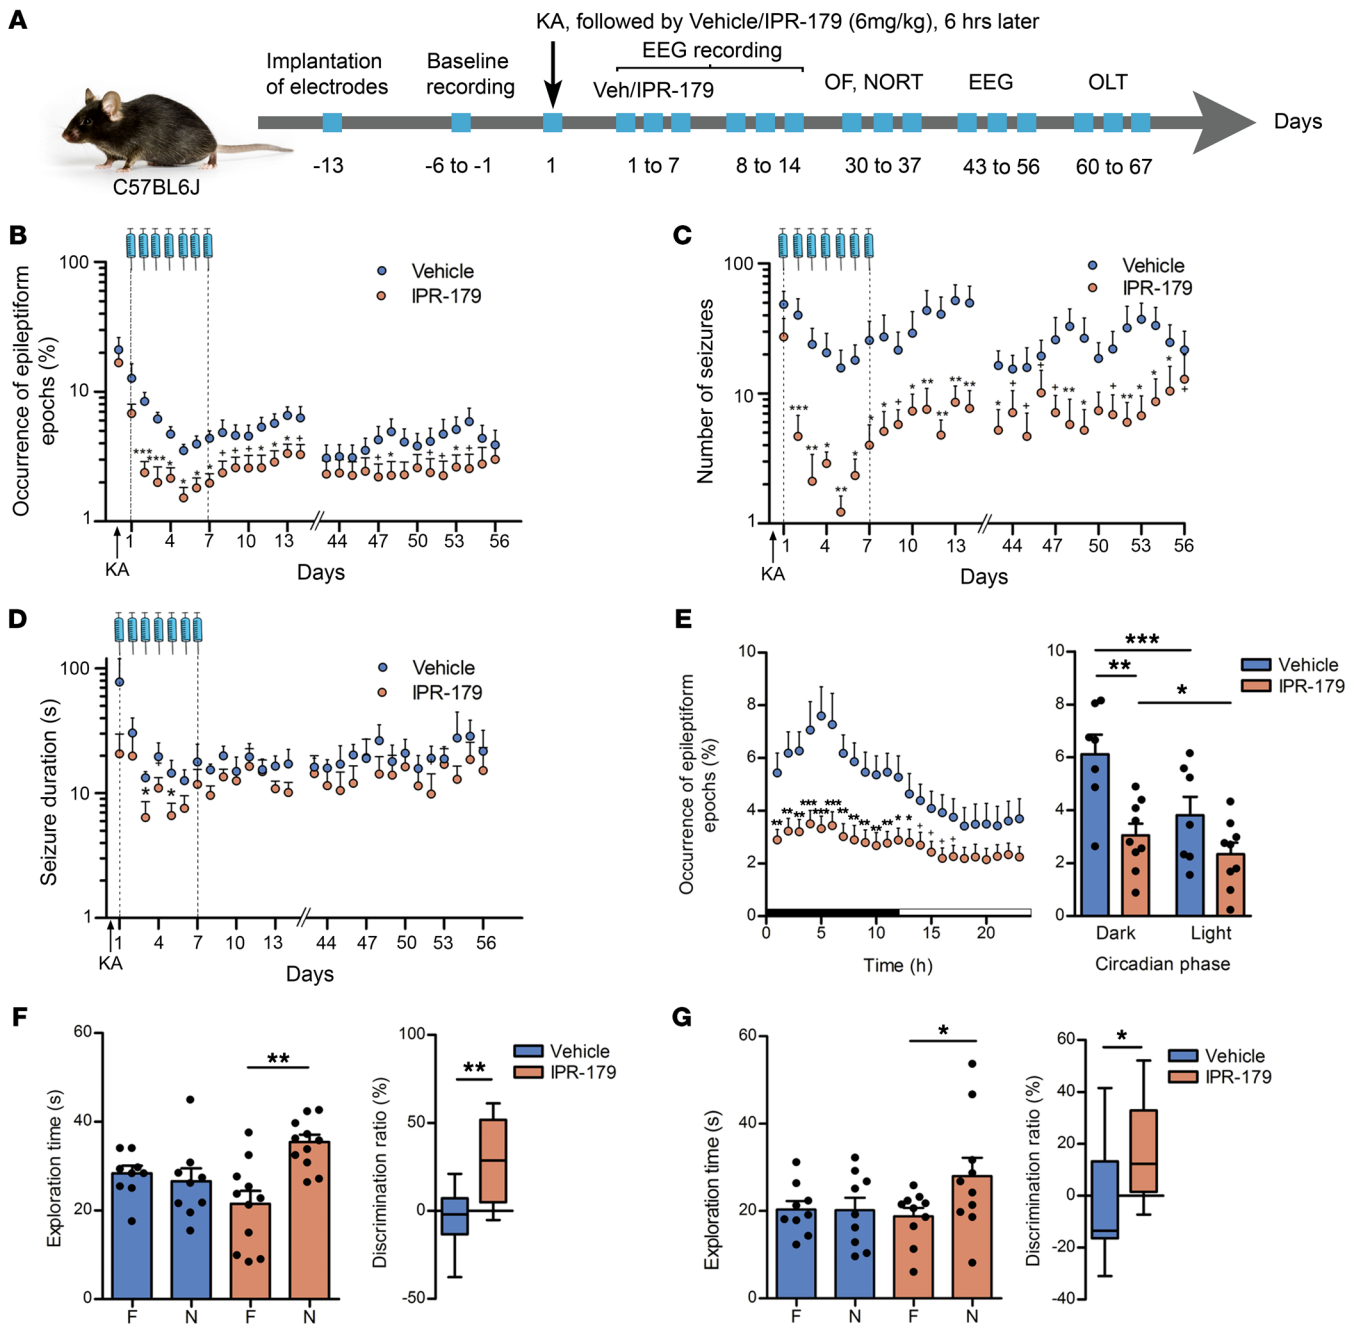 A
KA, followed by Vehicle/IPR-179 (6mg/kg), 6 hrs later
EEG recording
Implantation
of electrodes
Baseline
recording
Veh/IPR-179
OF, NORT
EEG
OLT
Days
C57BL6J
-13
-6 to -1
1
1 to 7
8 to 14
30 to 37
43 to 56
60 to 67
B
Occurrence of epileptiform
epochs (%)
100
10
1
Vehicle
IPR-179
*** *** * * * * + + + * * * +
* + + + * +
1 4 7 10 13 44 47 50 53 56
KA
Days
C
Number of seizures
100
10
1
Vehicle
IPR-179
*** ** * ** * * * + * ** ** ** **
* + * + + ** * + ** * * * +
1 4 7 10 13 44 47 50 53 56
KA
Days
D
Seizure duration (s)
100
10
1
Vehicle
IPR-179
* + *
1 4 7 10 13 44 47 50 53 56
KA
Days
E
Occurrence of epileptiform
epochs (%)
10
8
6
4
2
0
** ** ** *** *** *** ** ** ** ** ** * * + + + +
0 5 10 15 20
Time (h)
10
8
6
4
2
0
***
**
*
Vehicle
IPR-179
Dark Light
Circadian phase
F
Exploration time (s)
60
40
20
0
**
F N F N
Discrimination ratio (%)
100
50
0
-50
**
Vehicle
IPR-179
G
Exploration time (s)
60
40
20
0
*
F N F N
Discrimination ratio (%)
60
40
20
0
-20
-40
*
Vehicle
IPR-179